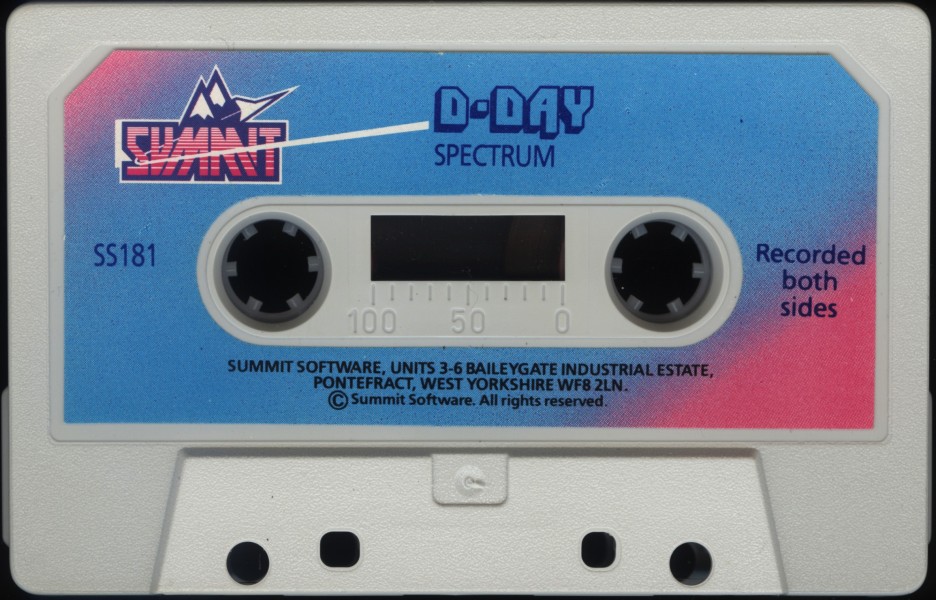 SUMMIT
D-DAY
SPECTRUM
SS181
Recorded
both
sides
100 50 0
SUMMIT SOFTWARE, UNITS 3-6 BAILEYGATE INDUSTRIAL ESTATE,
PONTEFRACT, WEST YORKSHIRE WF8 2LN.
© Summit Software. All rights reserved.